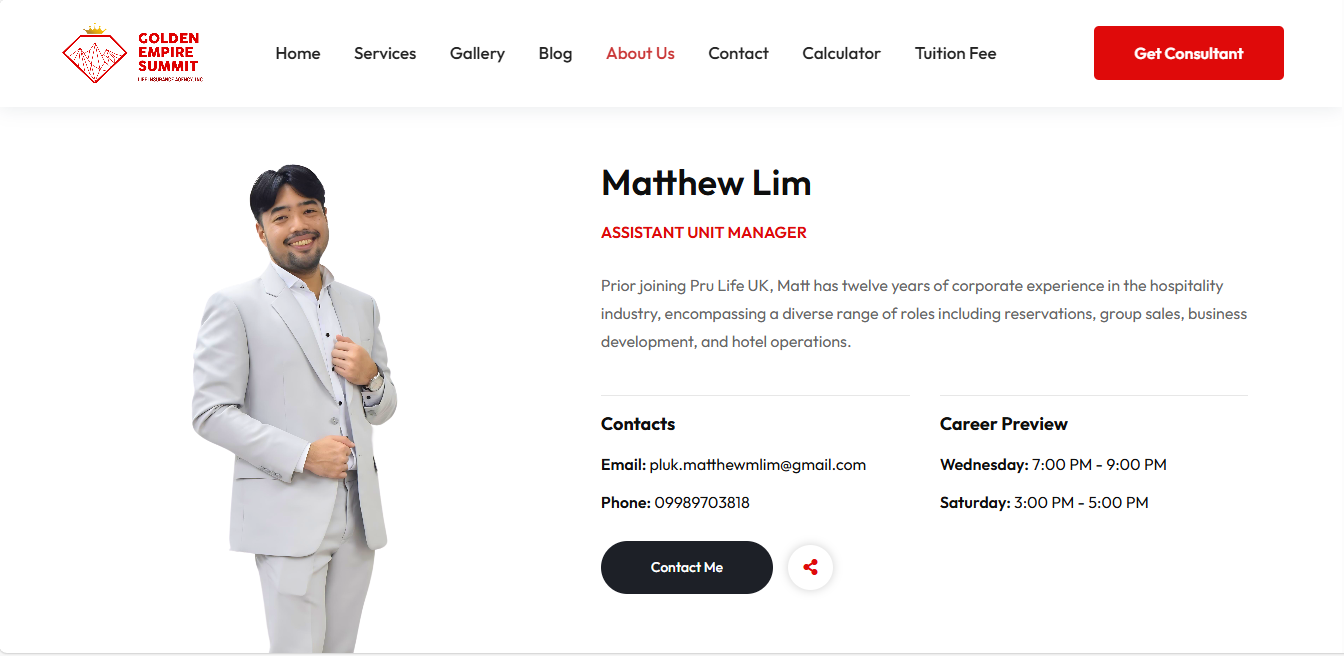 GOLDEN
EMPIRE
SUMMIT
LIFE INSURANCE AGENCY, INC
Home Services Gallery Blog About Us Contact Calculator Tuition Fee
Get Consultant
Matthew Lim
ASSISTANT UNIT MANAGER
Prior joining Pru Life UK, Matt has twelve years of corporate experience in the hospitality
industry, encompassing a diverse range of roles including reservations, group sales, business
development, and hotel operations.
Contacts
Email: pluk.matthewmlim@gmail.com
Phone: 09989703818
Career Preview
Wednesday: 7:00 PM - 9:00 PM
Saturday: 3:00 PM - 5:00 PM
Contact Me